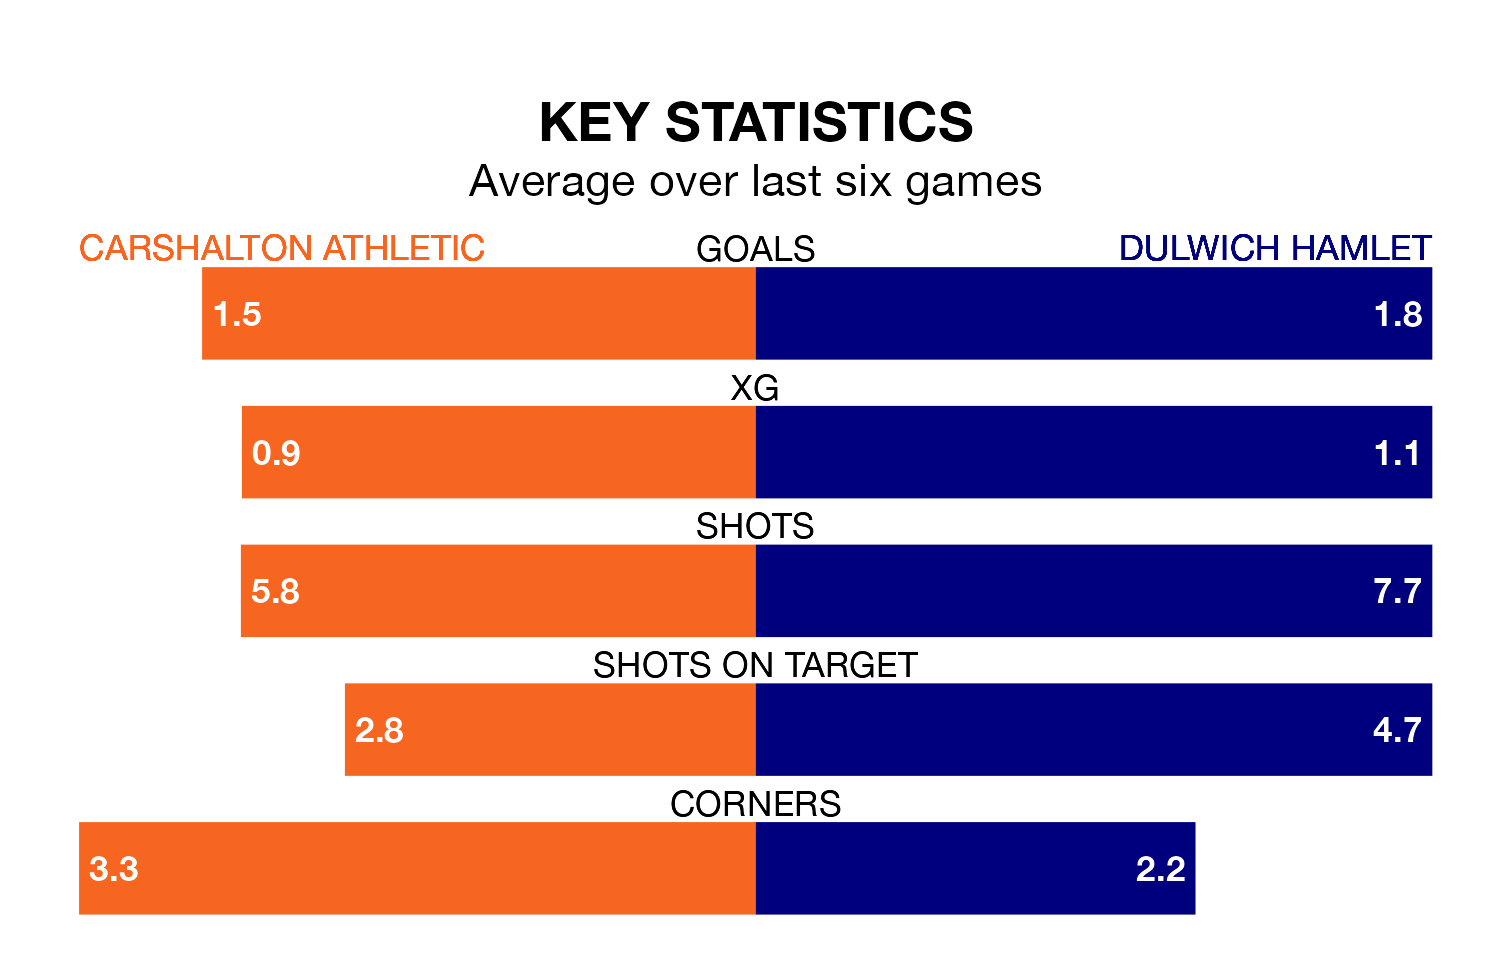 KEY STATISTICS
Average over last six games
CARSHALTON ATHLETIC GOALS DULWICH HAMLET
1.5 1.8
XG
0.9 1.1
SHOTS
5.8 7.7
SHOTS ON TARGET
2.8 4.7
CORNERS
3.3 2.2